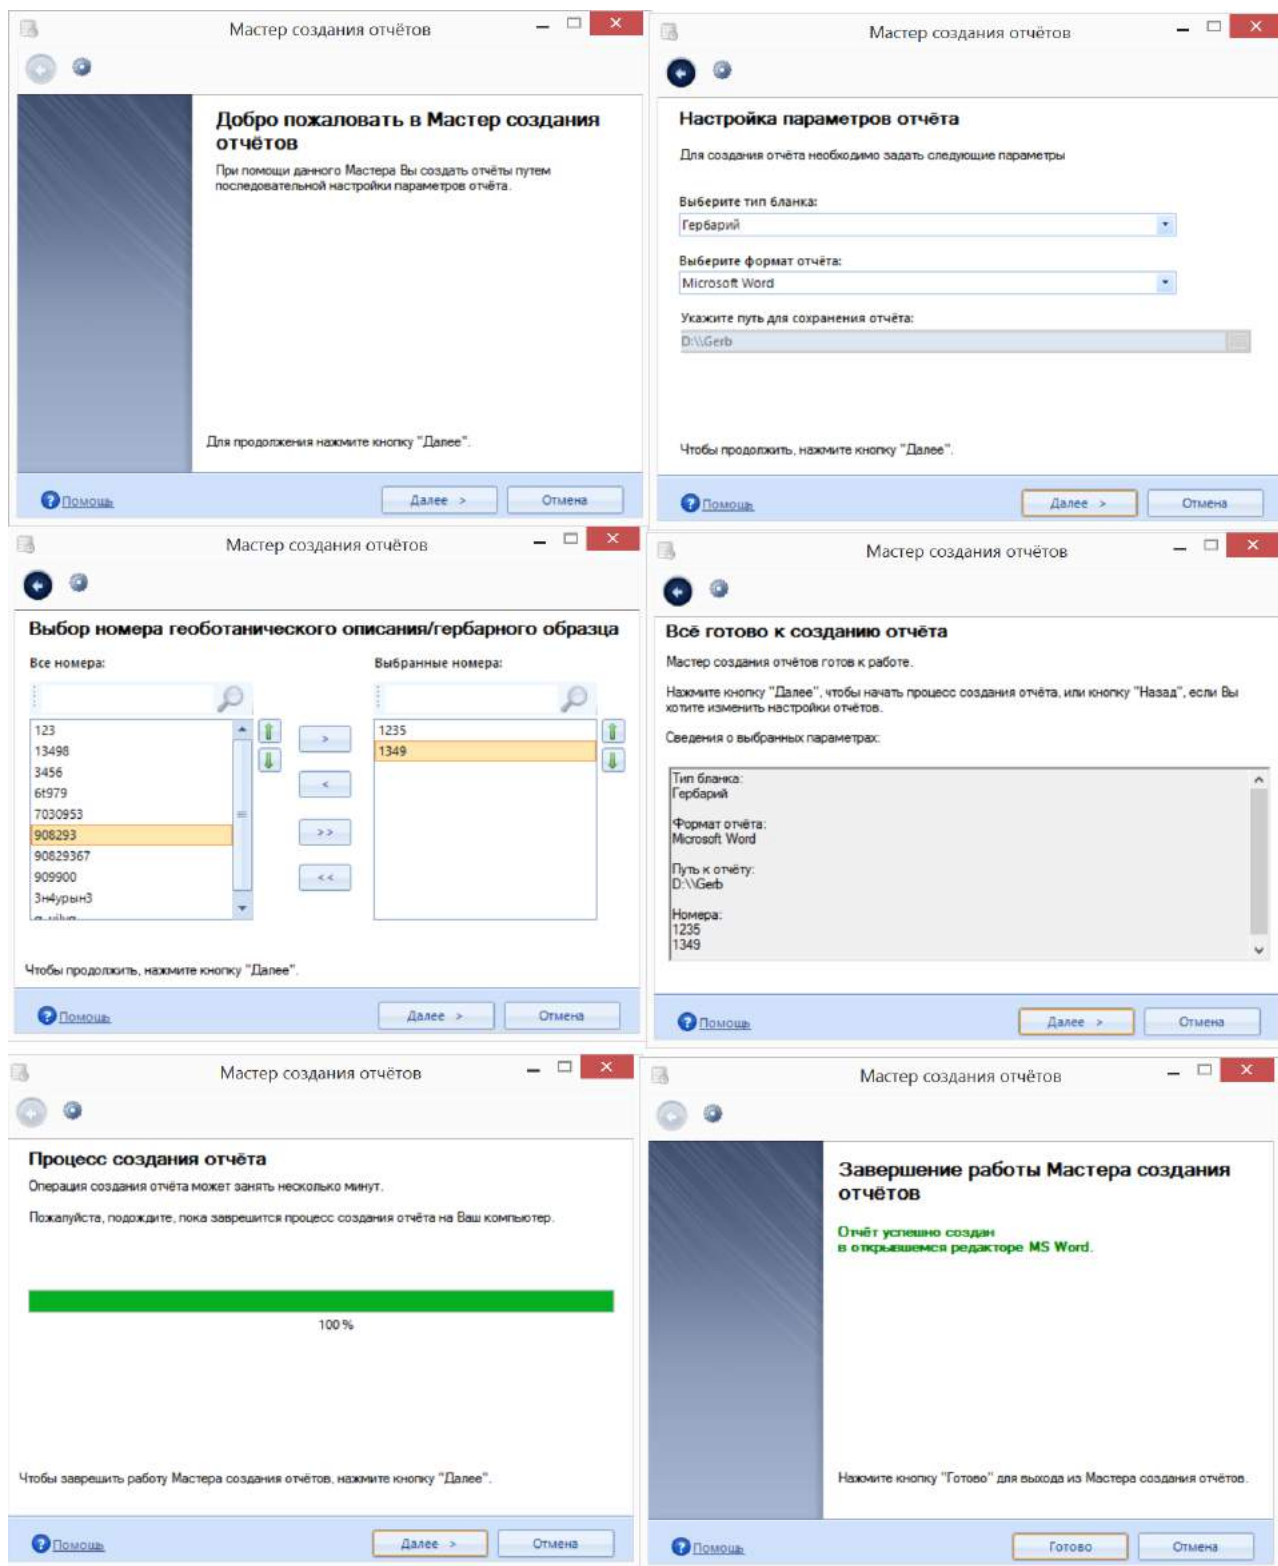 Мастер создания отчётов
Добро пожаловать в Мастер создания
отчётов
При помощи данного Мастера Вы создать отчёты путем
последовательной настройки параметров отчёта.
Для продолжения нажмите кнопку "Далее".
Помощь
Далее >
Отмена
Мастер создания отчётов
Настройка параметров отчёта
Для создания отчёта необходимо задать следующие параметры
Выберите тип бланка:
Гербарий
Выберите формат отчёта:
Microsoft Word
Укажите путь для сохранения отчёта:
D:\\Gerb
Чтобы продолжить, нажмите кнопку "Далее".
Помощь
Далее >
Отмена
Мастер создания отчётов
Выбор номера геоботанического описания/гербарного образца
Все номера:
123
13498
3456
6t979
7030953
908293
90829367
909900
3н4урын3
>
<
>>
<<
Выбранные номера:
1235
1349
Чтобы продолжить, нажмите кнопку "Далее".
Помощь
Далее >
Отмена
Мастер создания отчётов
Всё готово к созданию отчёта
Мастер создания отчётов готов к работе.
Нажмите кнопку "Далее", чтобы начать процесс создания отчёта, или кнопку "Назад", если Вы
хотите изменить настройки отчётов.
Сведения о выбранных параметрах:
Тип бланка:
Гербарий
Формат отчёта:
Microsoft Word
Путь к отчёту:
D:\\Gerb
Номера:
1235
1349
Помощь
Далее >
Отмена
Мастер создания отчётов
Процесс создания отчёта
Операция создания отчёта может занять несколько минут.
Пожалуйста, подождите, пока заврешится процесс создания отчёта на Ваш компьютер.
100 %
Чтобы заврешить работу Мастера создания отчётов, нажмите кнопку "Далее".
Помощь
Далее >
Отмена
Мастер создания отчётов
Завершение работы Мастера создания
отчётов
Отчёт успешно создан
в открывшемся редакторе MS Word.
Нажмите кнопку "Готово" для выхода из Мастера создания отчётов.
Помощь
Готово
Отмена